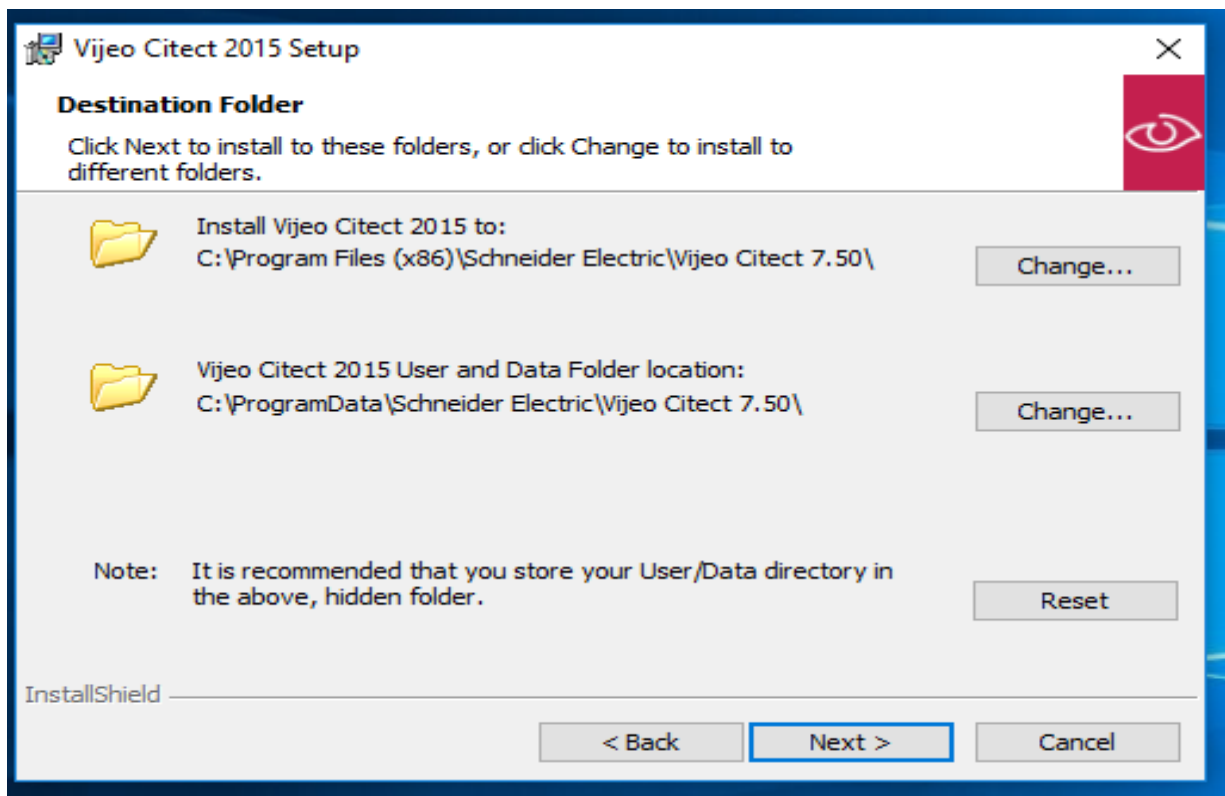 Vijeo Citect 2015 Setup
Destination Folder
Click Next to install to these folders, or click Change to install to
different folders.
Install Vijeo Citect 2015 to:
C:\Program Files (x86)\Schneider Electric\Vijeo Citect 7.50\
Change...
Vijeo Citect 2015 User and Data Folder location:
C:\ProgramData\Schneider Electric\Vijeo Citect 7.50\
Change...
Note: It is recommended that you store your User/Data directory in
the above, hidden folder.
Reset
InstallShield
< Back Next > Cancel